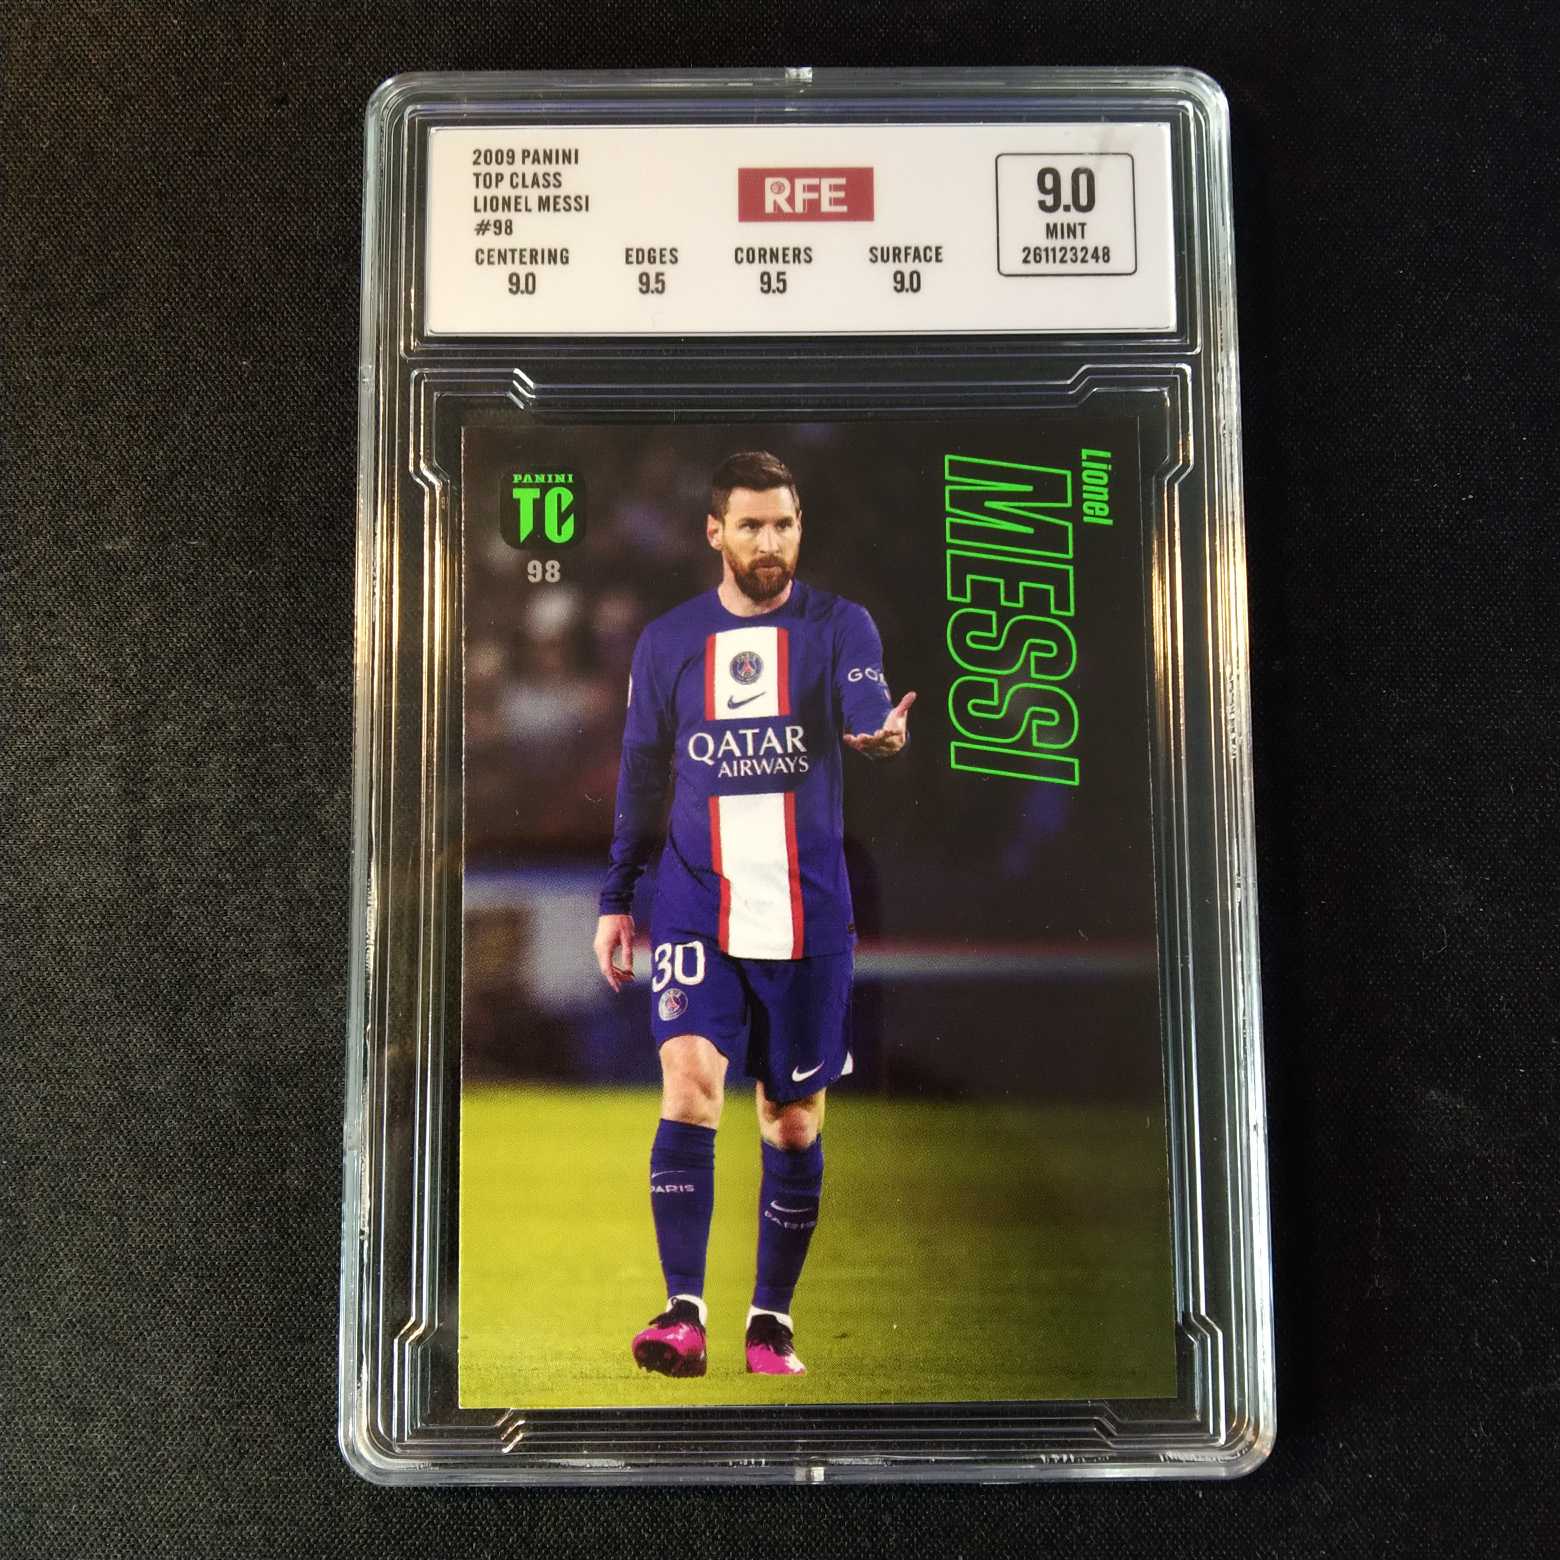 2009 PANINI
TOP CLASS
LIONEL MESSI
#98
CENTERING EDGES CORNERS SURFACE
9.0 9.5 9.5 9.0
RFE
9.0
MINT
261123248
PANINI
TC
98
Lionel
MESSI
QATAR
AIRWAYS
30
PARIS
PARIS